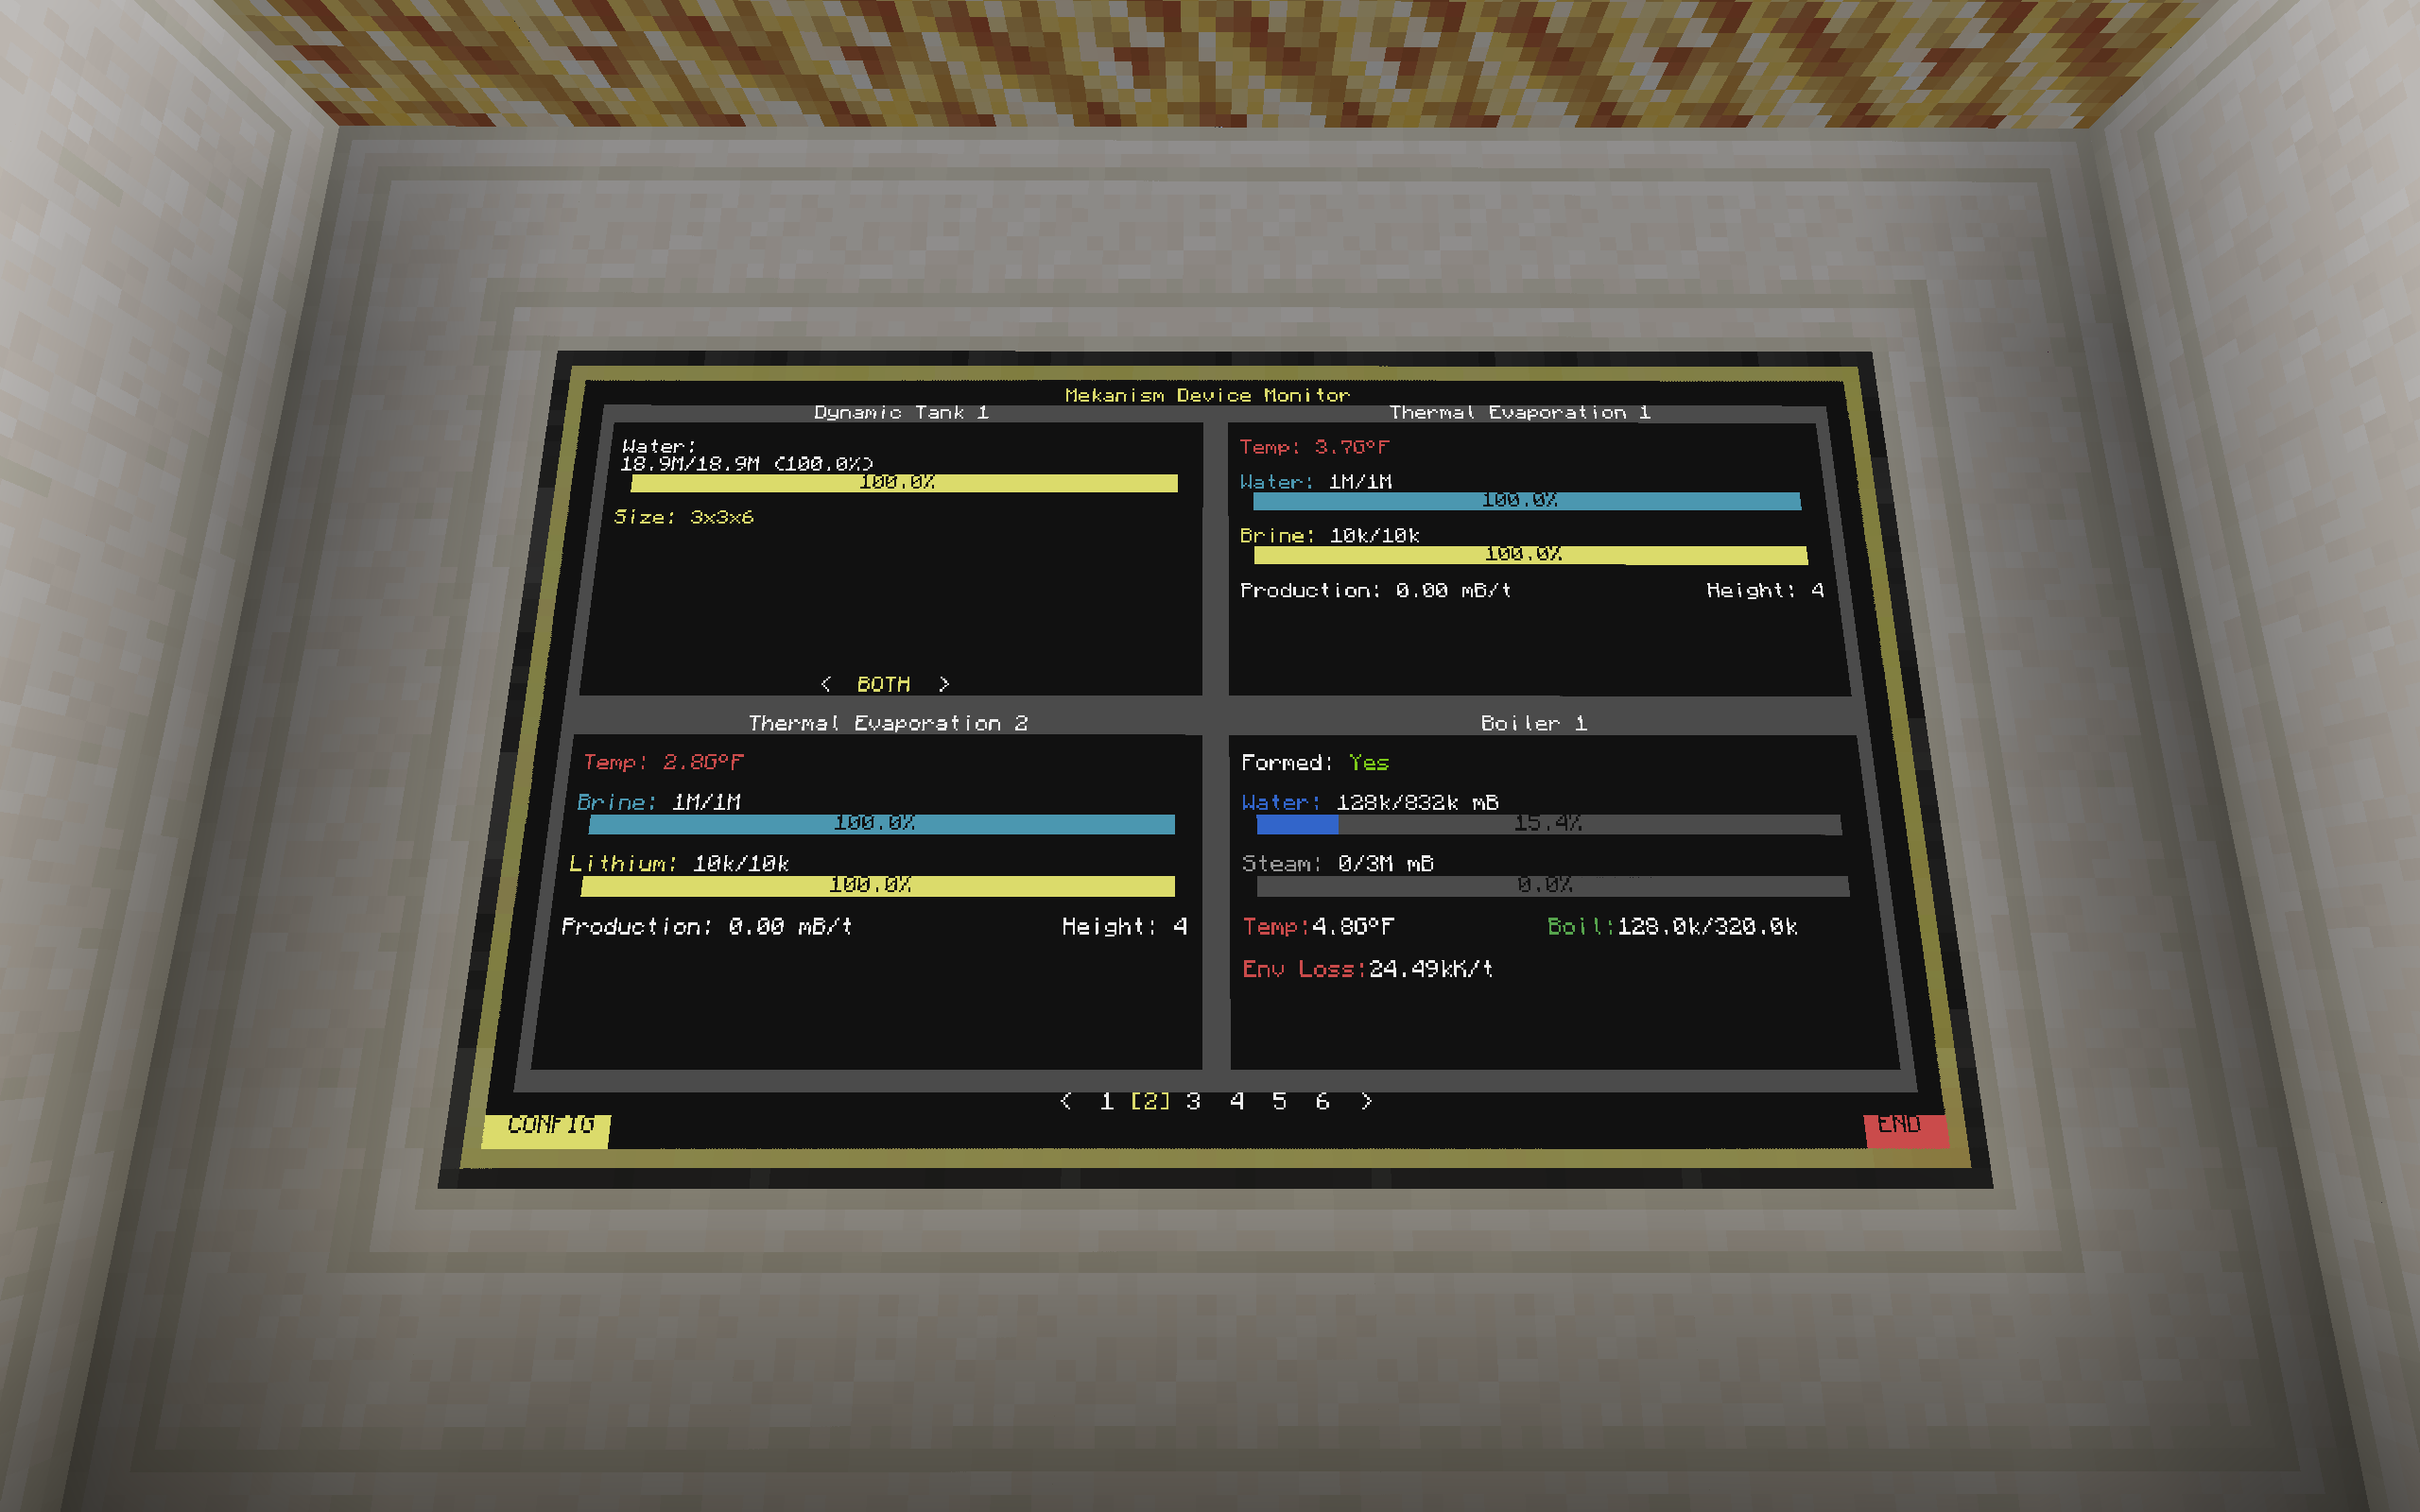 Mekanism Device Monitor
Dynamic Tank 1
Water:
18.9M/18.9M (100.0%)
100.0%
Size: 3x3x6
< BOTH >
Thermal Evaporation 1
Temp: 3.7G°F
Water: 1M/1M
100.0%
Brine: 10k/10k
100.0%
Production: 0.00 mB/t Height: 4
Thermal Evaporation 2
Temp: 2.8G°F
Brine: 1M/1M
100.0%
Lithium: 10k/10k
100.0%
Production: 0.00 mB/t Height: 4
Boiler 1
Formed: Yes
Water: 128k/832k mB
15.4%
Steam: 0/3M mB
0.0%
Temp:4.8G°F Boil:128.0k/320.0k
Env Loss:24.49kK/t
< 1 [2] 3 4 5 6 >
CONFIG
END